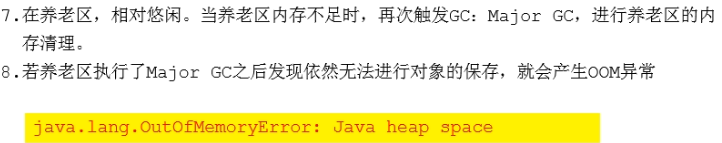 7.在养老区，相对悠闲。当养老区内存不足时，再次触发GC：Major GC，进行养老区的内
存清理。
8.若养老区执行了Major GC之后发现依然无法进行对象的保存，就会产生OOM异常
java.lang.OutOfMemoryError: Java heap space